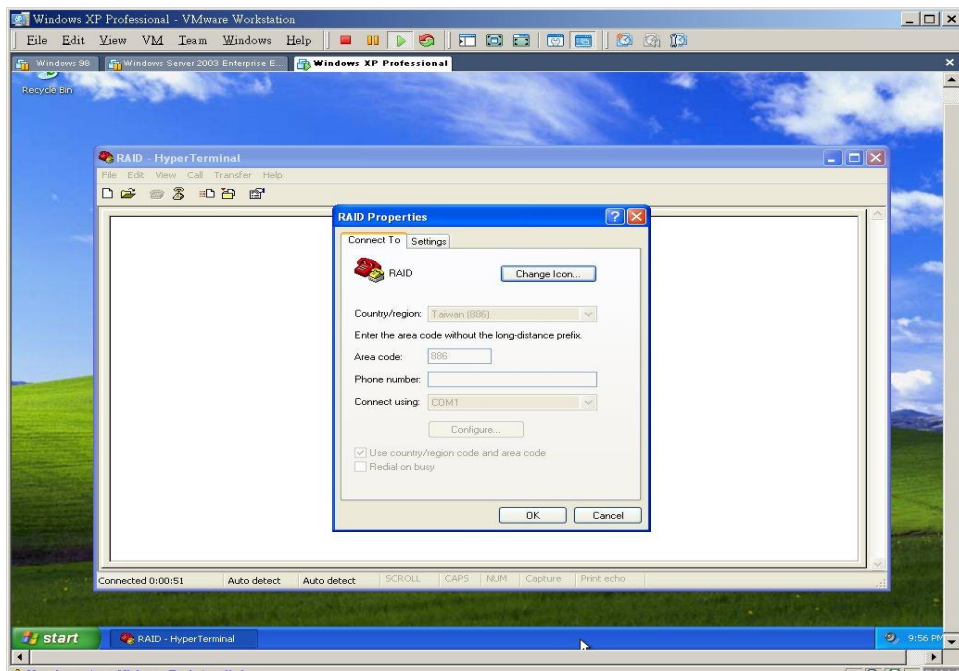 Windows XP Professional - VMware Workstation
File Edit View VM Team Windows Help
Windows 98 Windows Server 2003 Enterprise E... Windows XP Professional
Recycle Bin
RAID - HyperTerminal
File Edit View Call Transfer Help
RAID Properties
Connect To Settings
RAID Change Icon...
Country/region: Taiwan (886)
Enter the area code without the long-distance prefix.
Area code: 886
Phone number:
Connect using: COM1
Configure...
Use country/region code and area code
Redial on busy
OK Cancel
Connected 0:00:51 Auto detect Auto detect SCROLL CAPS NUM Capture Print echo
start RAID - HyperTerminal 9:56 PM